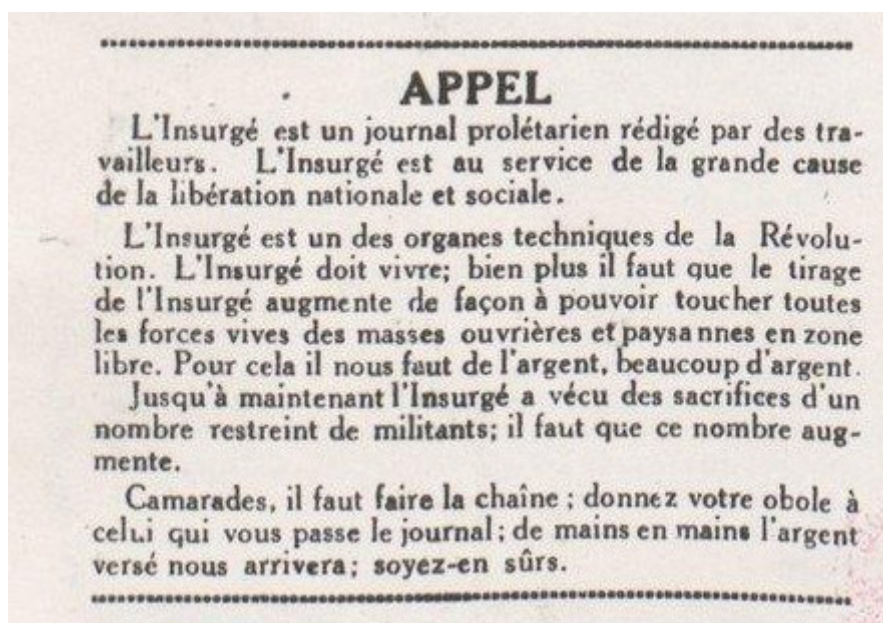 APPEL
L'Insurgé est un journal prolétarien rédigé par des tra-
vailleurs. L'Insurgé est au service de la grande cause
de la libération nationale et sociale.
L'Insurgé est un des organes techniques de la Révolu-
tion. L'Insurgé doit vivre; bien plus il faut que le tirage
de l'Insurgé augmente de façon à pouvoir toucher toutes
les forces vives des masses ouvrières et paysannes en zone
libre. Pour cela il nous faut de l'argent, beaucoup d'argent.
Jusqu'à maintenant l'Insurgé a vécu des sacrifices d'un
nombre restreint de militants; il faut que ce nombre aug-
mente.
Camarades, il faut faire la chaîne ; donnez votre obole à
celui qui vous passe le journal; de mains en mains l'argent
versé nous arrivera; soyez-en sûrs.